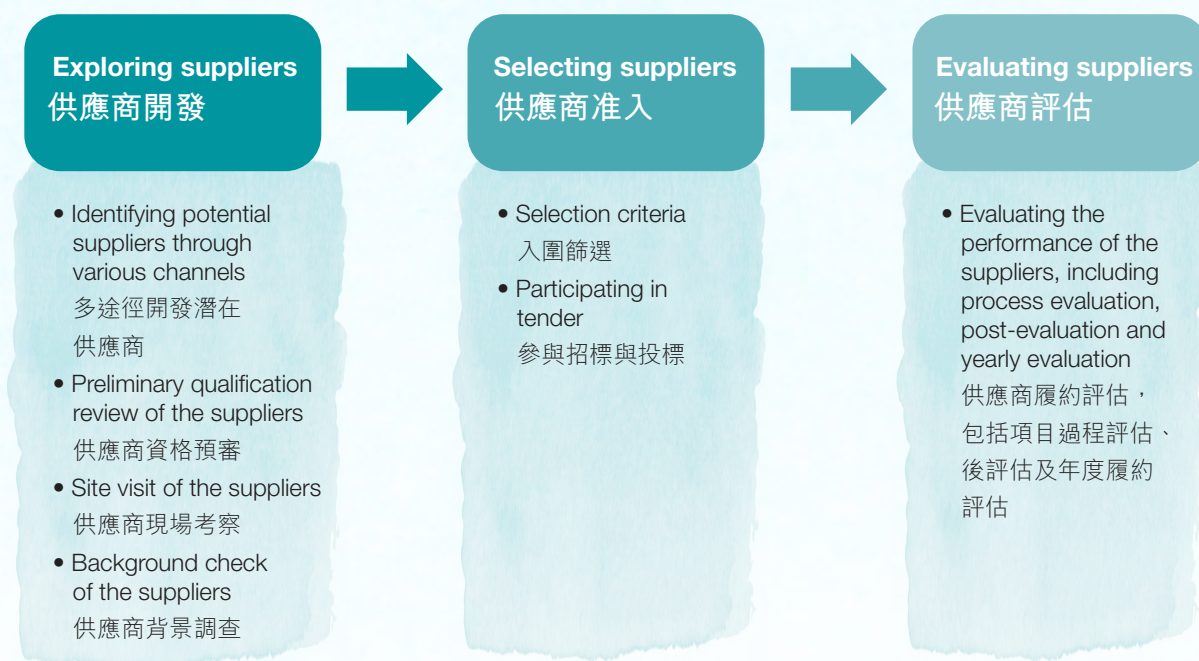 Exploring suppliers
供應商開發
• Identifying potential
suppliers through
various channels
多途徑開發潛在
供應商
• Preliminary qualification
review of the suppliers
供應商資格預審
• Site visit of the suppliers
供應商現場考察
• Background check
of the suppliers
供應商背景調查
Selecting suppliers
供應商准入
• Selection criteria
入圍篩選
• Participating in
tender
參與招標與投標
Evaluating suppliers
供應商評估
• Evaluating the
performance of the
suppliers, including
process evaluation,
post-evaluation and
yearly evaluation
供應商履約評估，
包括項目過程評估、
後評估及年度履約
評估